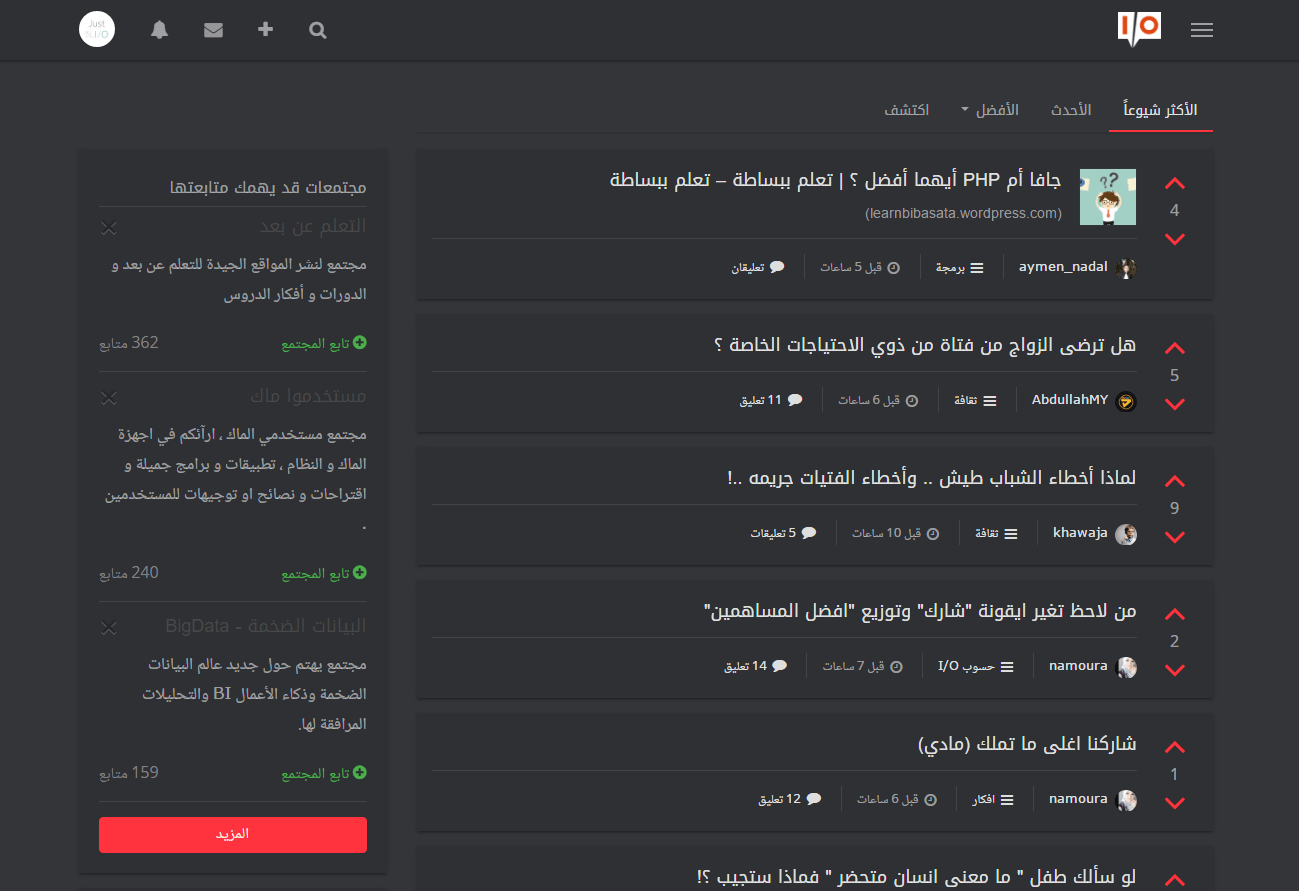 I/O
Just
N.I/O
الأكثر شيوعاً
الأحدث
الأفضل
اكتشف
جافا أم PHP أيهما أفضل ؟ | تعلم ببساطة – تعلم ببساطة
(learnbibasata.wordpress.com)
4
aymen_nadal
برمجة
قبل 5 ساعات
تعليقان
هل ترضى الزواج من فتاة من ذوي الاحتياجات الخاصة ؟
5
AbdullahMY
ثقافة
قبل 6 ساعات
11 تعليق
لماذا أخطاء الشباب طيش .. وأخطاء الفتيات جريمه ..!
9
khawaja
ثقافة
قبل 10 ساعات
5 تعليقات
من لاحظ تغير ايقونة "شارك" وتوزيع "افضل المساهمين"
2
namoura
حسوب I/O
قبل 7 ساعات
14 تعليق
شاركنا اغلى ما تملك (مادي)
1
namoura
افكار
قبل 6 ساعات
12 تعليق
لو سألك طفل " ما معنى انسان متحضر " فماذا ستجيب ؟!
مجتمعات قد يهمك متابعتها
التعلم عن بعد
مجتمع لنشر المواقع الجيدة للتعلم عن بعد و
الدورات و أفكار الدروس
تابع المجتمع
362 متابع
مستخدموا ماك
مجتمع مستخدمي الماك ، ارآئكم في اجهزة
الماك و النظام ، تطبيقات و برامج جميلة و
اقتراحات و نصائح او توجيهات للمستخدمين
.
تابع المجتمع
240 متابع
البيانات الضخمة - BigData
مجتمع يهتم حول جديد عالم البيانات
الضخمة وذكاء الأعمال BI والتحليلات
المرافقة لها.
تابع المجتمع
159 متابع
المزيد